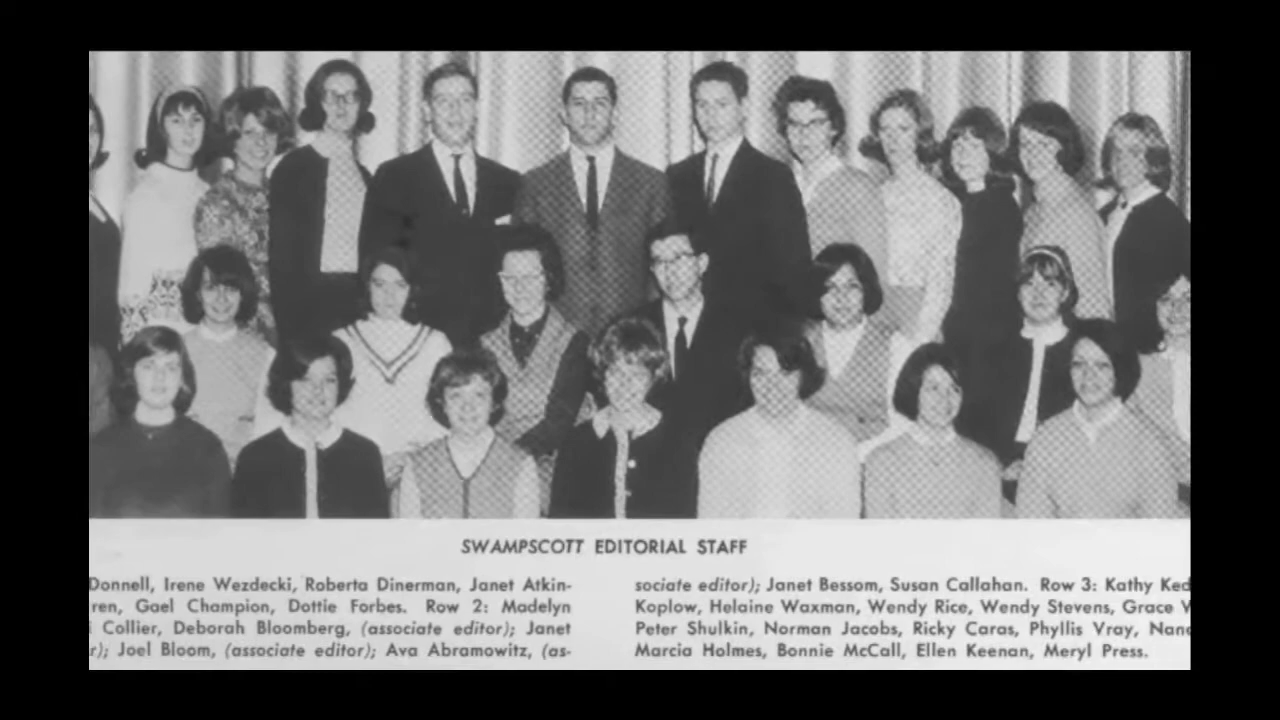 SWAMPSCOTT EDITORIAL STAFF
Donnell, Irene Wezdecki, Roberta Dinerman, Janet Atkin-
ren, Gael Champion, Dottie Forbes. Row 2: Madelyn
Collier, Deborah Bloomberg, (associate editor); Janet
r); Joel Bloom, (associate editor); Ava Abramowitz, (as-
sociate editor); Janet Bessom, Susan Callahan. Row 3: Kathy Ked
Koplow, Helaine Waxman, Wendy Rice, Wendy Stevens, Grace W
Peter Shulkin, Norman Jacobs, Ricky Caras, Phyllis Vray, Nanc
Marcia Holmes, Bonnie McCall, Ellen Keenan, Meryl Press.